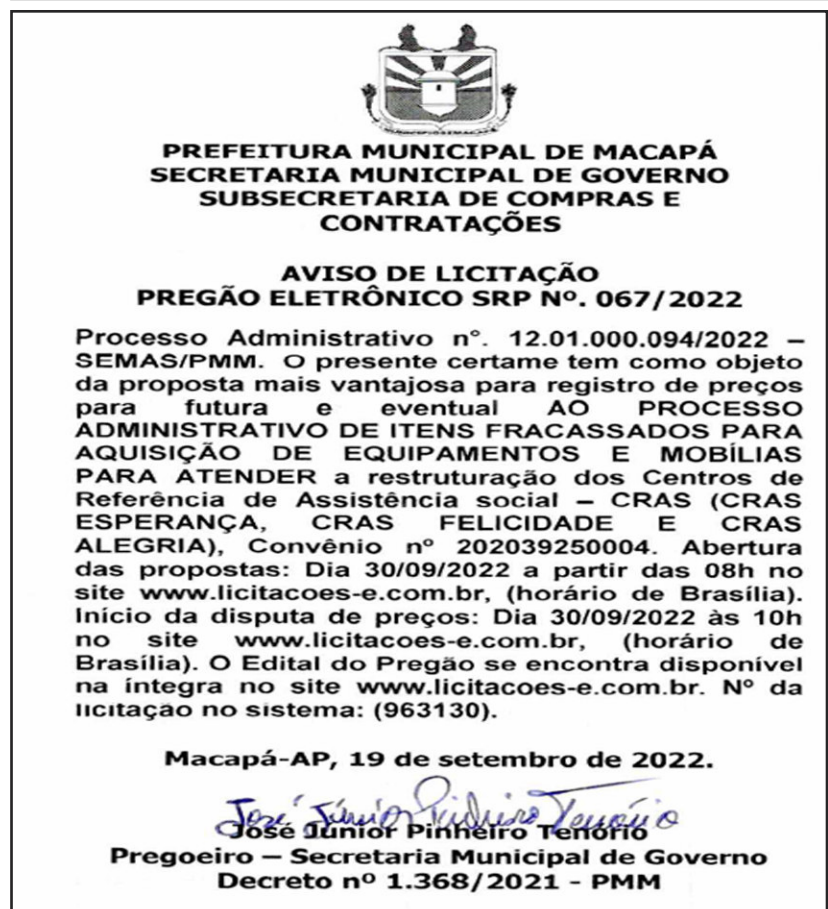 PREFEITURA MUNICIPAL DE MACAPÁ
SECRETARIA MUNICIPAL DE GOVERNO
SUBSECRETARIA DE COMPRAS E
CONTRATAÇÕES
AVISO DE LICITAÇÃO
PREGÃO ELETRÔNICO SRP Nº. 067/2022
Processo Administrativo n°. 12.01.000.094/2022 –
SEMAS/PMM. O presente certame tem como objeto
da proposta mais vantajosa para registro de preços
para futura e eventual AO PROCESSO
ADMINISTRATIVO DE ITENS FRACASSADOS PARA
AQUISIÇÃO DE EQUIPAMENTOS E MOBÍLIAS
PARA ATENDER a restruturação dos Centros de
Referência de Assistência social – CRAS (CRAS
ESPERANÇA, CRAS FELICIDADE E CRAS
ALEGRIA), Convênio nº 202039250004. Abertura
das propostas: Dia 30/09/2022 a partir das 08h no
site www.licitacoes-e.com.br, (horário de Brasília).
Início da disputa de preços: Dia 30/09/2022 às 10h
no site www.licitacoes-e.com.br, (horário de
Brasília). O Edital do Pregão se encontra disponível
na íntegra no site www.licitacoes-e.com.br. Nº da
licitação no sistema: (963130).
Macapá-AP, 19 de setembro de 2022.
José Júnior Pinheiro Tenório
José Júnior Pinheiro Tenório
Pregoeiro – Secretaria Municipal de Governo
Decreto nº 1.368/2021 - PMM